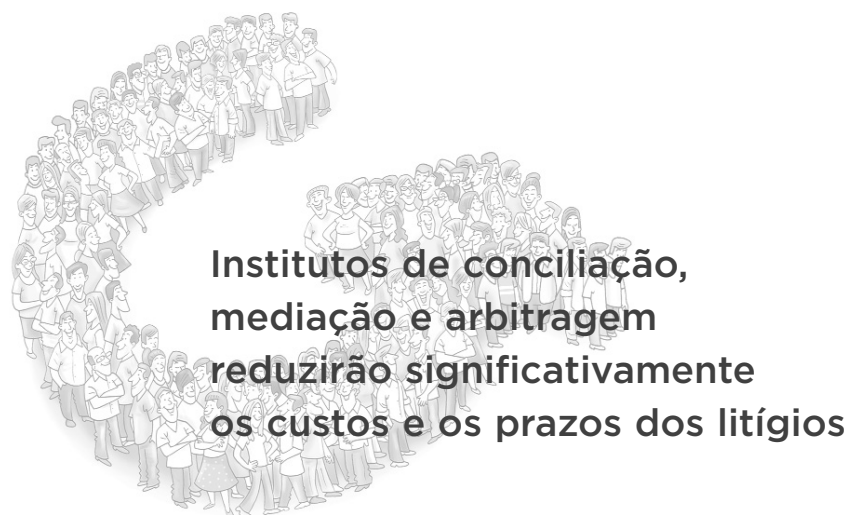 Institutos de conciliação,
mediação e arbitragem
reduzirão significativamente
os custos e os prazos dos litígios